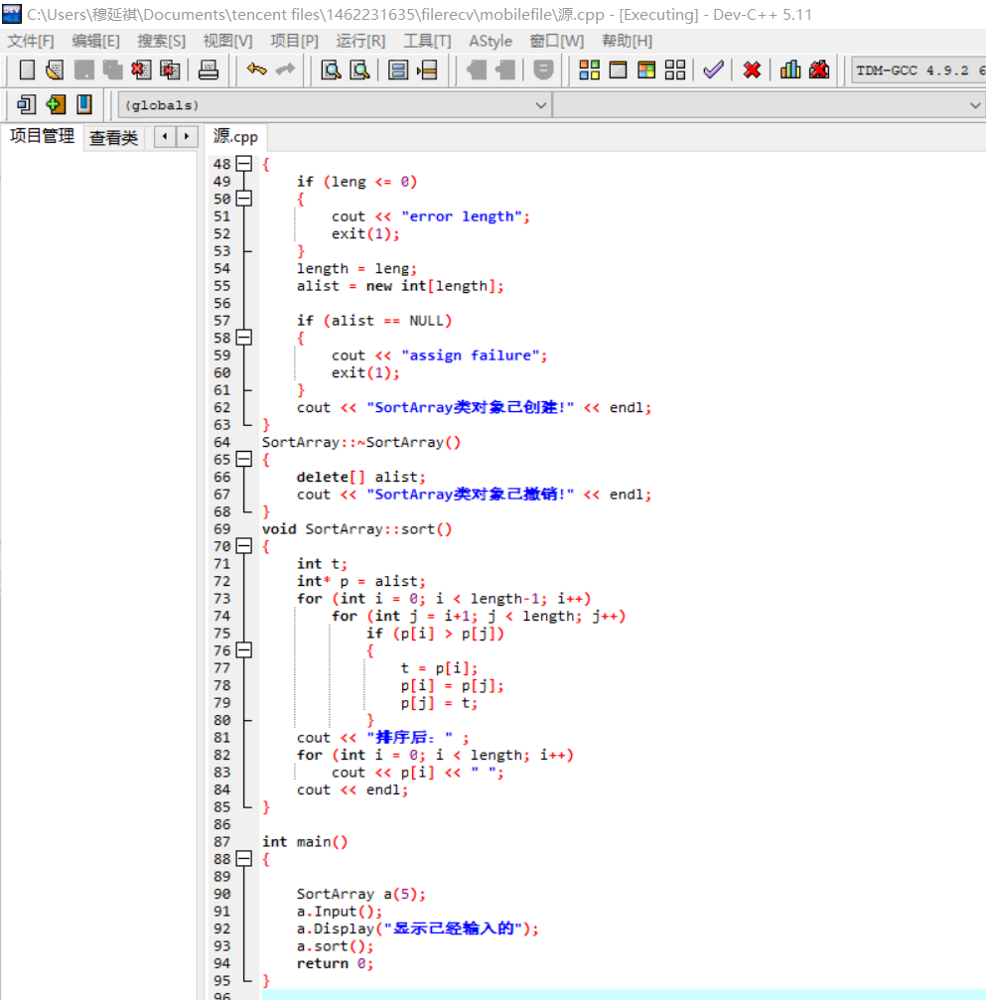 C:\Users\穆延祺\Documents\tencent files\1462231635\filerecv\mobilefile\源.cpp - [Executing] - Dev-C++ 5.11
文件[F] 编辑[E] 搜索[S] 视图[V] 项目[P] 运行[R] 工具[T] AStyle 窗口[W] 帮助[H]
TDM-GCC 4.9.2 6
(globals)
项目管理 查看类 源.cpp
48 {
49 if (leng <= 0)
50 {
51 cout << "error length";
52 exit(1);
53 }
54 length = leng;
55 alist = new int[length];
56
57 if (alist == NULL)
58 {
59 cout << "assign failure";
60 exit(1);
61 }
62 cout << "SortArray类对象已创建!" << endl;
63 }
64 SortArray::~SortArray()
65 {
66 delete[] alist;
67 cout << "SortArray类对象已撤销!" << endl;
68 }
69 void SortArray::sort()
70 {
71 int t;
72 int* p = alist;
73 for (int i = 0; i < length-1; i++)
74 for (int j = i+1; j < length; j++)
75 if (p[i] > p[j])
76 {
77 t = p[i];
78 p[i] = p[j];
79 p[j] = t;
80 }
81 cout << "排序后：" ;
82 for (int i = 0; i < length; i++)
83 cout << p[i] << " ";
84 cout << endl;
85 }
86
87 int main()
88 {
89
90 SortArray a(5);
91 a.Input();
92 a.Display("显示已经输入的");
93 a.sort();
94 return 0;
95 }
96